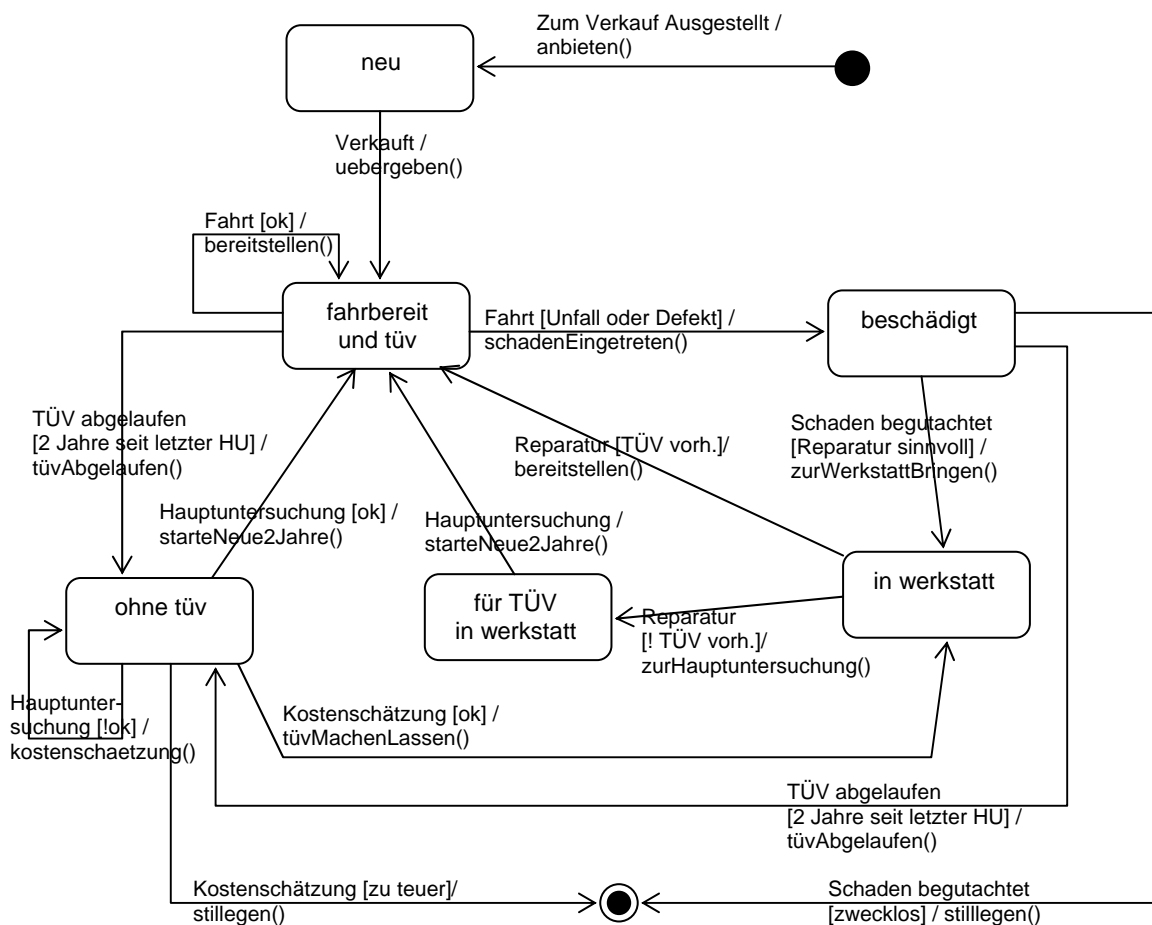 Zum Verkauf Ausgestellt /
anbieten()
neu
Verkauft /
uebergeben()
Fahrt [ok] /
bereitstellen()
fahrbereit
und tüv
Fahrt [Unfall oder Defekt] /
schadenEingetreten()
beschädigt
TÜV abgelaufen
[2 Jahre seit letzter HU] /
tüvAbgelaufen()
Reparatur [TÜV vorh.]/
bereitstellen()
Schaden begutachtet
[Reparatur sinnvoll] /
zurWerkstattBringen()
Hauptuntersuchung [ok] /
starteNeue2Jahre()
Hauptuntersuchung /
starteNeue2Jahre()
ohne tüv
für TÜV
in werkstatt
in werkstatt
Reparatur
[! TÜV vorh.]/
zurHauptuntersuchung()
Hauptunter-
suchung [!ok] /
kostenschaetzung()
Kostenschätzung [ok] /
tüvMachenLassen()
TÜV abgelaufen
[2 Jahre seit letzter HU] /
tüvAbgelaufen()
Kostenschätzung [zu teuer]/
stillegen()
Schaden begutachtet
[zwecklos] / stilllegen()